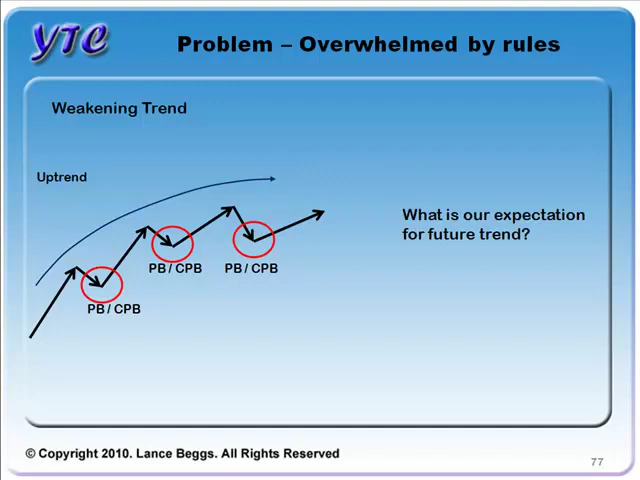 YTC
Problem – Overwhelmed by rules
Weakening Trend
Uptrend
What is our expectation
for future trend?
PB / CPB
PB / CPB
PB / CPB
© Copyright 2010. Lance Beggs. All Rights Reserved
77